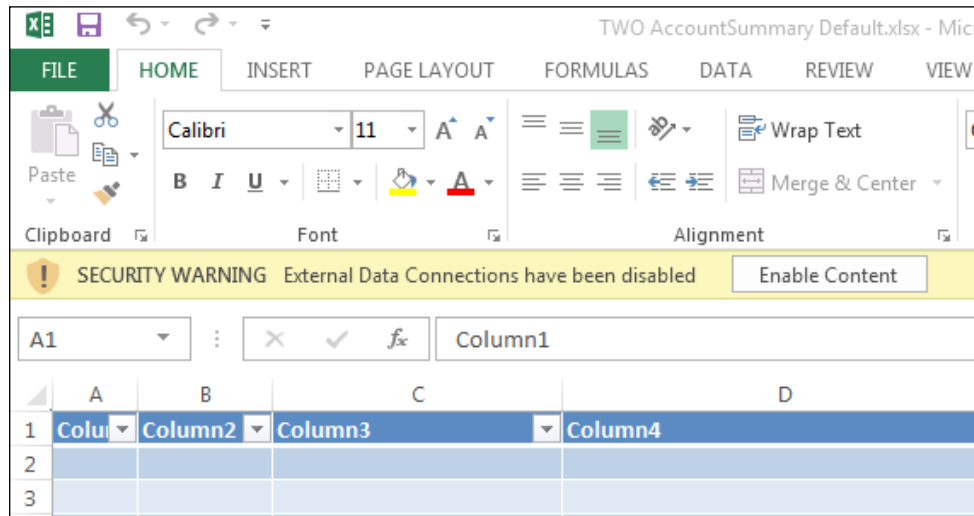 TWO AccountSummary Default.xlsx - Mic
FILE HOME INSERT PAGE LAYOUT FORMULAS DATA REVIEW VIEW
Calibri 11 A A Wrap Text
Paste B I U A Merge & Center
Clipboard Font Alignment
! SECURITY WARNING External Data Connections have been disabled Enable Content
A1 fx Column1
A B C D
1 Colu Column2 Column3 Column4
2
3